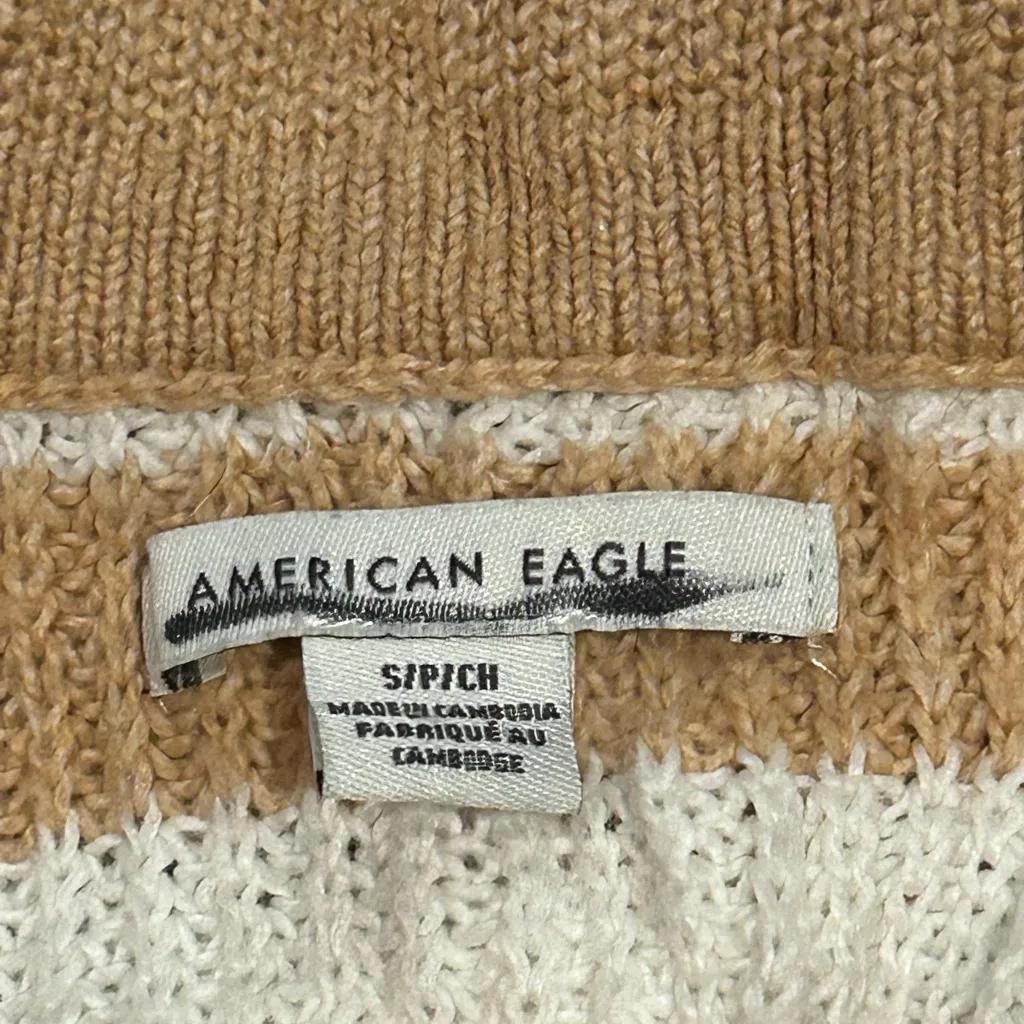 AMERICAN EAGLE
S/P/CH
MADE IN CAMBODIA
FABRIQUÉ AU
CAMBODGE